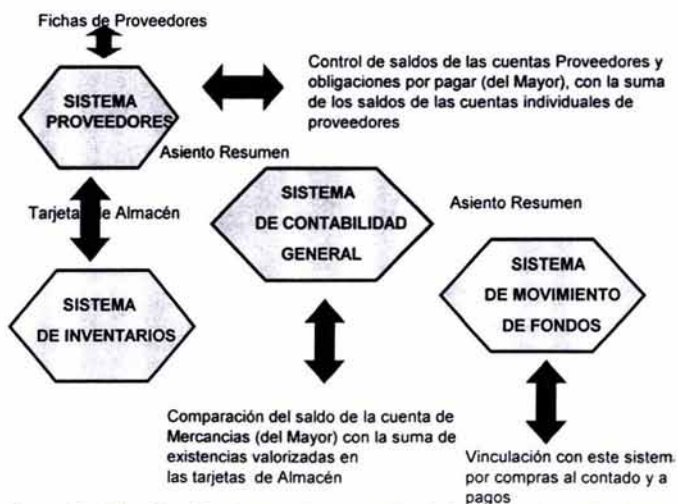 Fichas de Proveedores
SISTEMA
PROVEEDORES
Control de saldos de las cuentas Proveedores y
obligaciones por pagar (del Mayor), con la suma
de los saldos de las cuentas individuales de
proveedores
Asiento Resumen
Tarjetas de Almacén
SISTEMA
DE CONTABILIDAD
GENERAL
Asiento Resumen
SISTEMA
DE INVENTARIOS
SISTEMA
DE MOVIMIENTO
DE FONDOS
Comparación del saldo de la cuenta de
Mercancias (del Mayor) con la suma de
existencias valorizadas en
las tarjetas de Almacén
Vinculación con este sistem
por compras al contado y a
pagos